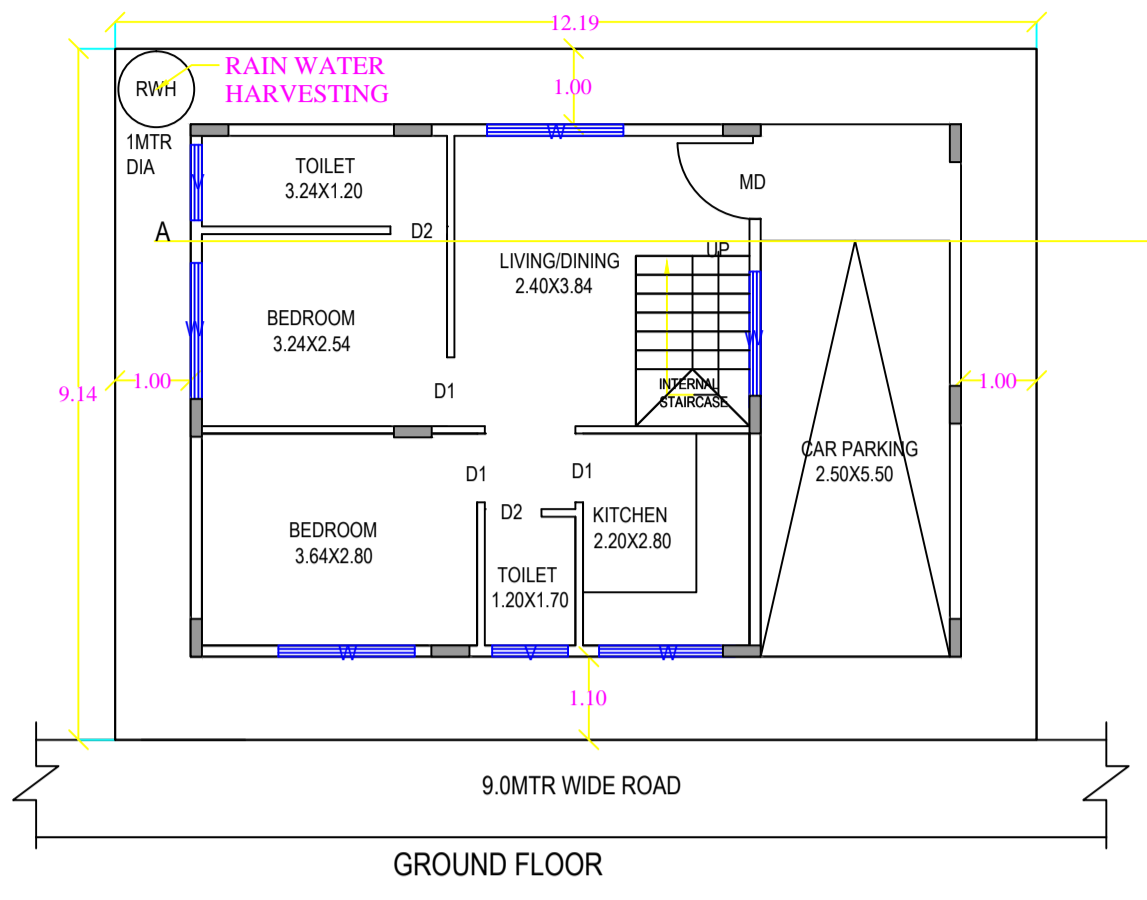 12.19
RWH
RAIN WATER
HARVESTING
1.00
1MTR
DIA
TOILET
3.24X1.20
W
V
MD
A
D2
UP
LIVING/DINING
2.40X3.84
BEDROOM
3.24X2.54
W
W
9.14
1.00
1.00
D1
INTERNAL
STAIRCASE
CAR PARKING
2.50X5.50
D1
D1
D2
KITCHEN
2.20X2.80
BEDROOM
3.64X2.80
TOILET
1.20X1.70
W
V
W
1.10
9.0MTR WIDE ROAD
GROUND FLOOR